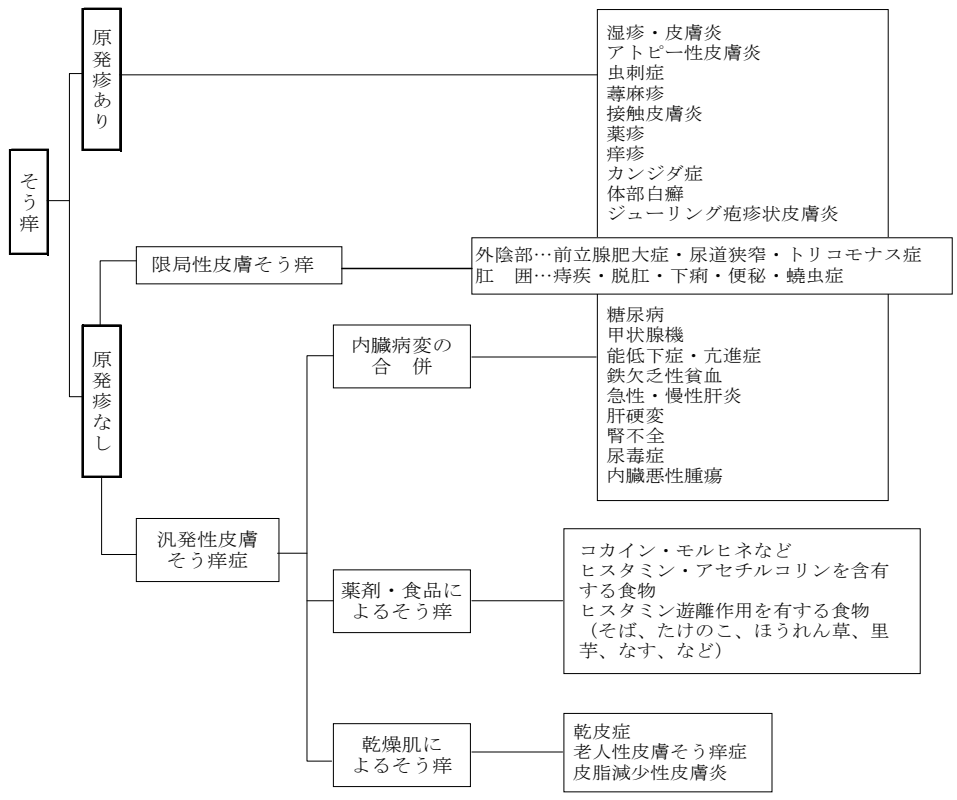 そう痒
原発疹あり
湿疹・皮膚炎
アトピー性皮膚炎
虫刺症
蕁麻疹
接触皮膚炎
薬疹
痒疹
カンジダ症
体部白癬
ジューリング疱疹状皮膚炎
原発疹なし
限局性皮膚そう痒
外陰部…前立腺肥大症・尿道狭窄・トリコモナス症
肛　囲…痔疾・脱肛・下痢・便秘・蟯虫症
汎発性皮膚
そう痒症
内臓病変の
合　併
糖尿病
甲状腺機
能低下症・亢進症
鉄欠乏性貧血
急性・慢性肝炎
肝硬変
腎不全
尿毒症
内臓悪性腫瘍
薬剤・食品に
よるそう痒
コカイン・モルヒネなど
ヒスタミン・アセチルコリンを含有
する食物
ヒスタミン遊離作用を有する食物
（そば、たけのこ、ほうれん草、里
芋、なす、など）
乾燥肌に
よるそう痒
乾皮症
老人性皮膚そう痒症
皮脂減少性皮膚炎